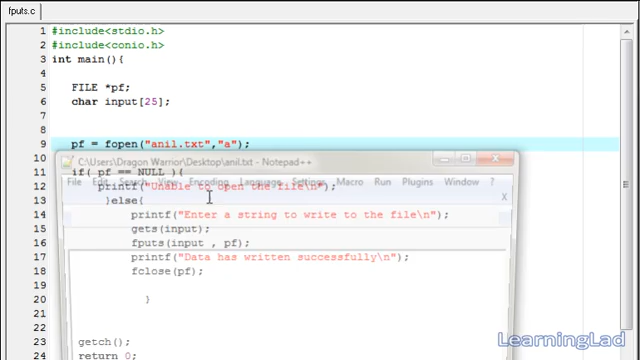 fputs.c
1 #include<stdio.h>
2 #include<conio.h>
3 int main(){
4
5 FILE *pf;
6 char input[25];
7
8
9 pf = fopen("anil.txt","a");
10 C:\Users\Dragon Warrior\Desktop\anil.txt - Notepad++
11 if( pf == NULL ){
File Edit Search View Encoding Language Settings Macro Run Plugins Window ? X
12 printf("Unable to open the file\n");
13 }else{
14 printf("Enter a string to write to the file\n");
15 gets(input);
16 fputs(input , pf);
17 printf("Data has written successfully\n");
18 fclose(pf);
19
20 }
21
22
23 getch();
24 return 0;
LearningLad